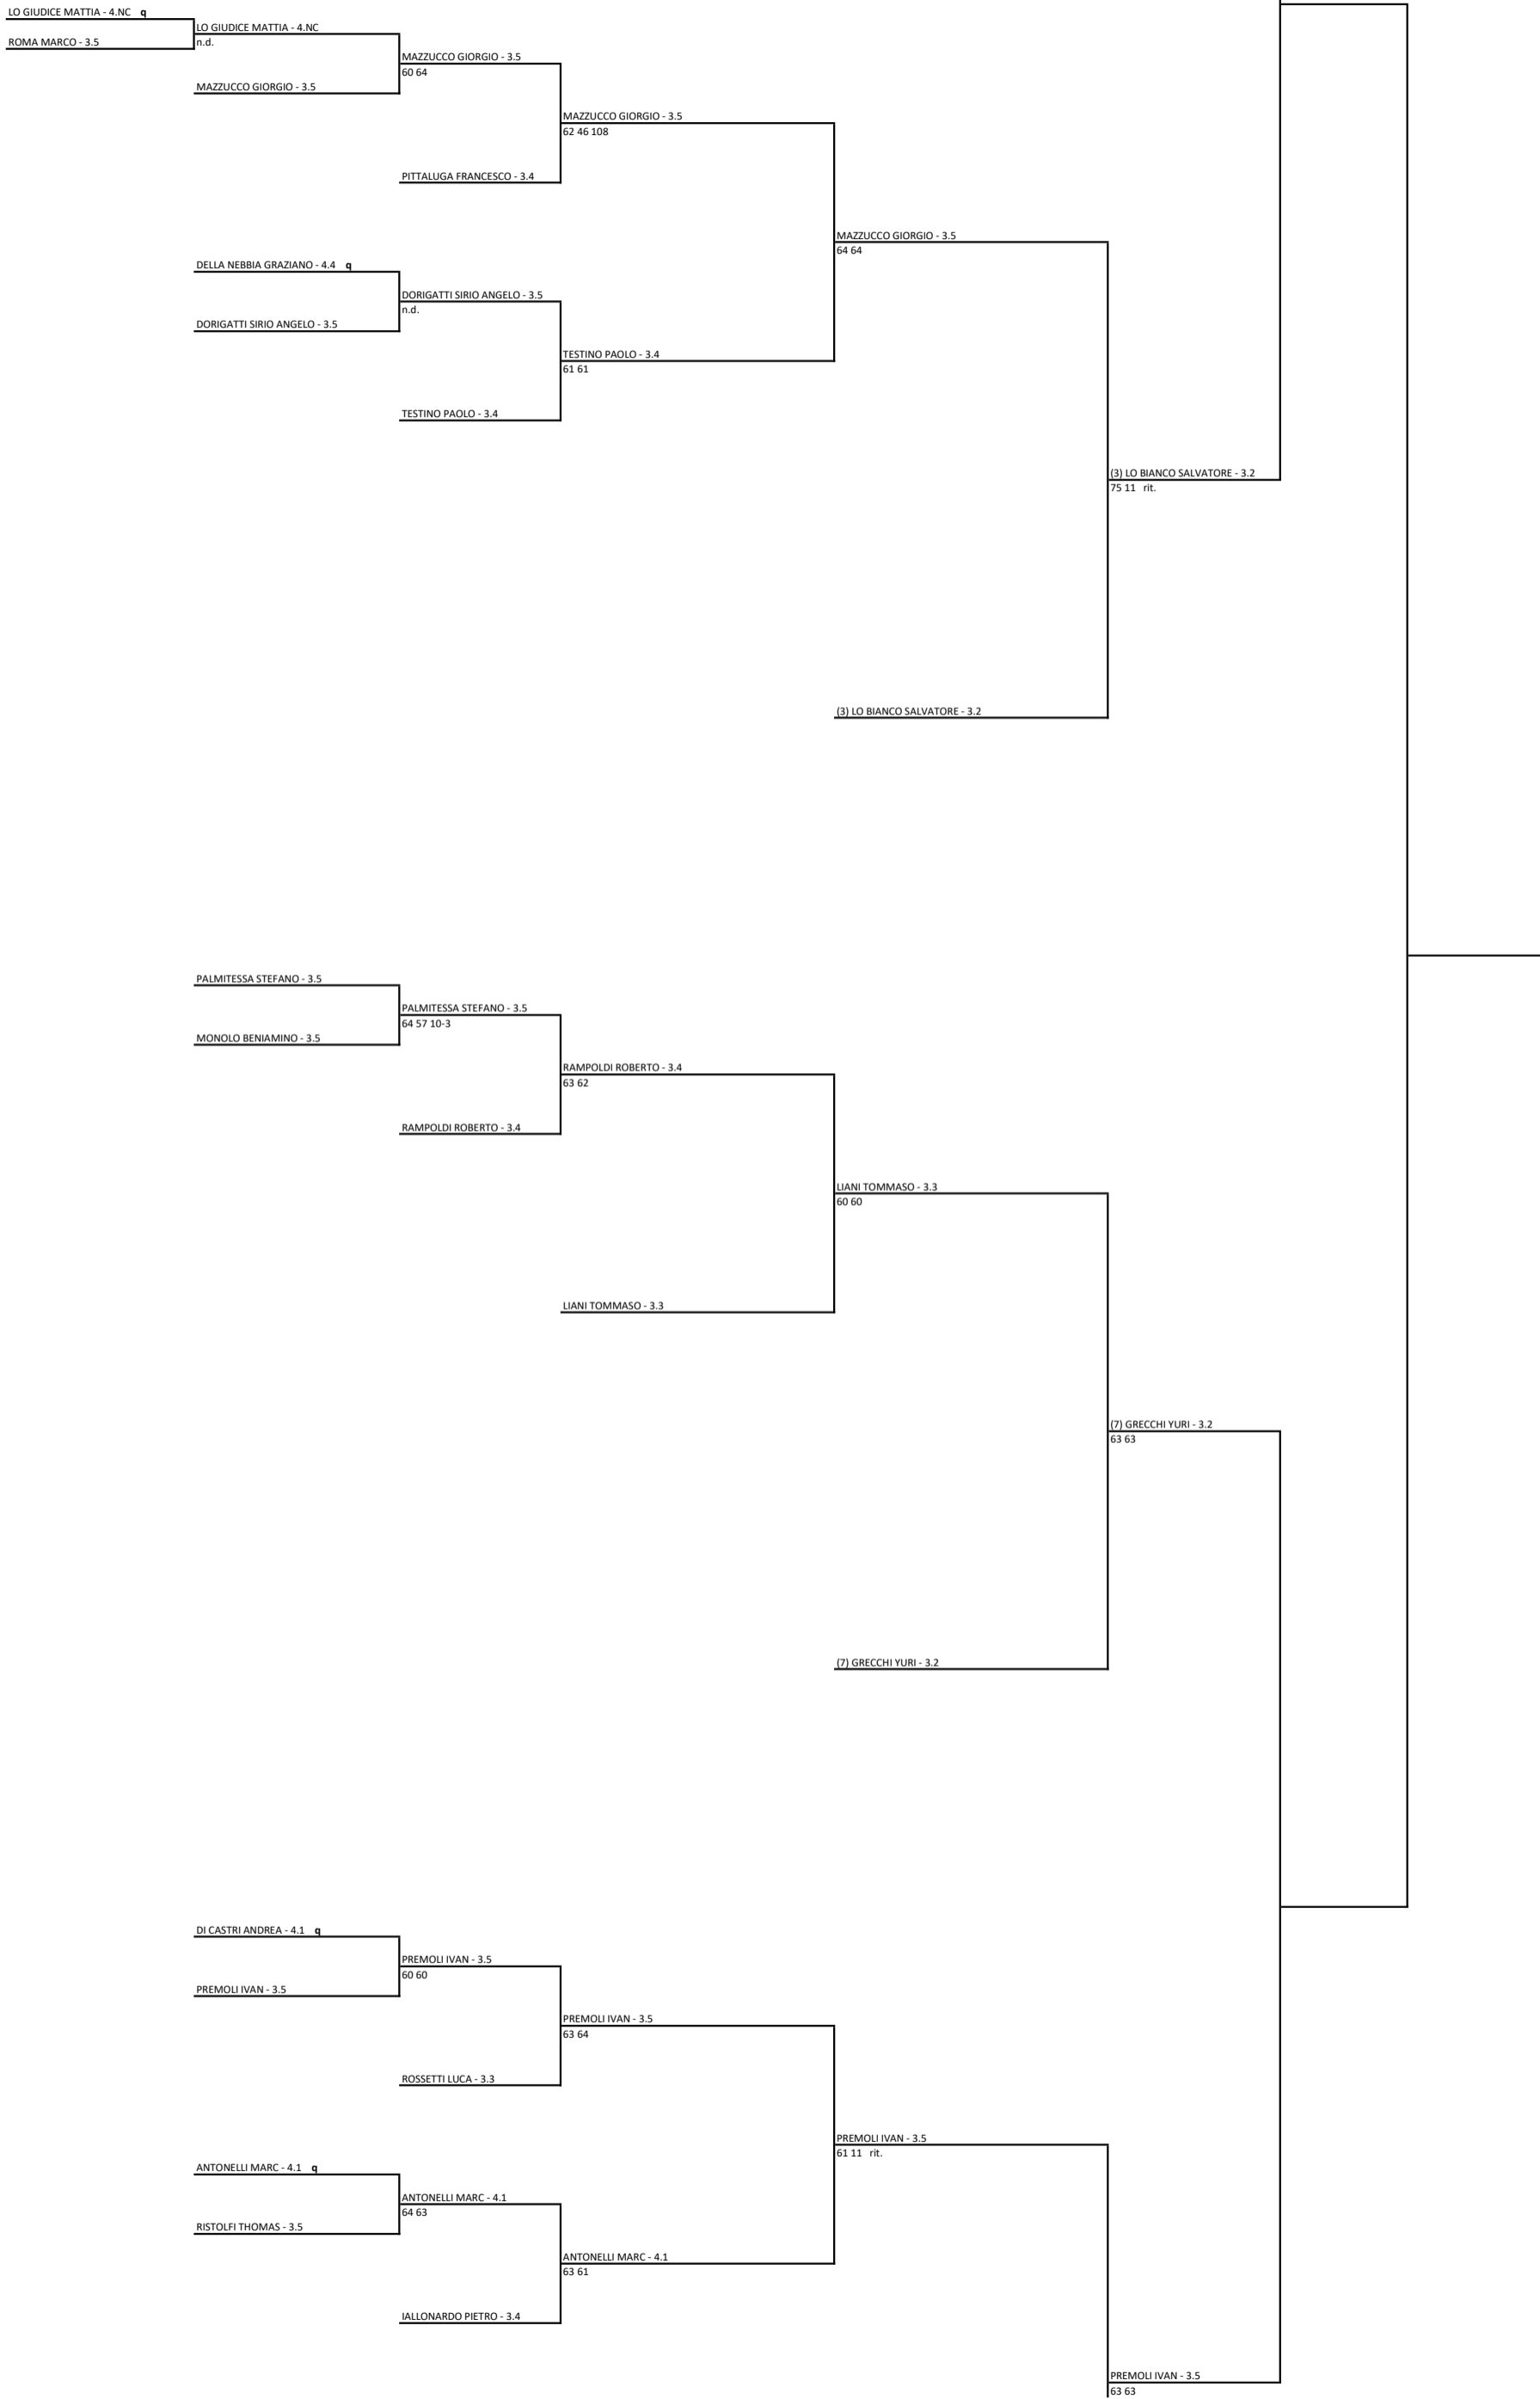 LO GIUDICE MATTIA - 4.NC q
LO GIUDICE MATTIA - 4.NC
ROMA MARCO - 3.5
n.d.
MAZZUCCO GIORGIO - 3.5
60 64
MAZZUCCO GIORGIO - 3.5
MAZZUCCO GIORGIO - 3.5
62 46 108
PITTALUGA FRANCESCO - 3.4
MAZZUCCO GIORGIO - 3.5
64 64
DELLA NEBBIA GRAZIANO - 4.4 q
DORIGATTI SIRIO ANGELO - 3.5
n.d.
DORIGATTI SIRIO ANGELO - 3.5
TESTINO PAOLO - 3.4
61 61
TESTINO PAOLO - 3.4
(3) LO BIANCO SALVATORE - 3.2
75 11 rit.
(3) LO BIANCO SALVATORE - 3.2
PALMITESSA STEFANO - 3.5
PALMITESSA STEFANO - 3.5
64 57 10-3
MONOLO BENIAMINO - 3.5
RAMPOLDI ROBERTO - 3.4
63 62
RAMPOLDI ROBERTO - 3.4
LIANI TOMMASO - 3.3
60 60
LIANI TOMMASO - 3.3
(7) GRECCHI YURI - 3.2
63 63
(7) GRECCHI YURI - 3.2
DI CASTRI ANDREA - 4.1 q
PREMOLI IVAN - 3.5
60 60
PREMOLI IVAN - 3.5
PREMOLI IVAN - 3.5
63 64
ROSSETTI LUCA - 3.3
PREMOLI IVAN - 3.5
61 11 rit.
ANTONELLI MARC - 4.1 q
ANTONELLI MARC - 4.1
64 63
RISTOLFI THOMAS - 3.5
ANTONELLI MARC - 4.1
63 61
IALLONARDO PIETRO - 3.4
PREMOLI IVAN - 3.5
63 63